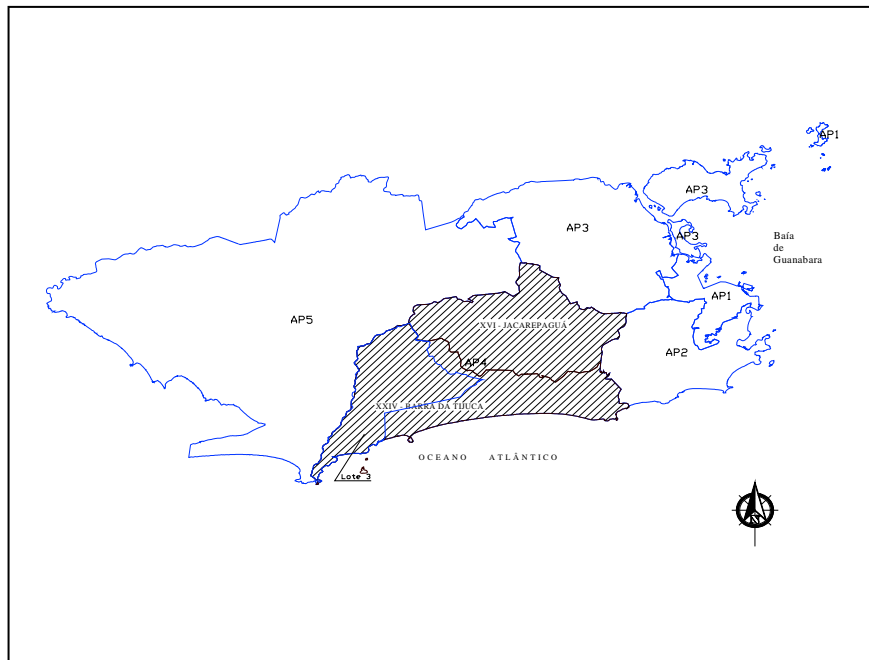 AP1
AP3
AP3
AP3
Baía
de
Guanabara
AP1
AP5
XVI - JACAREPAGUÁ
AP2
AP4
XXIV - BARRA DA TIJUCA
OCEANO ATLÂNTICO
Lote 3